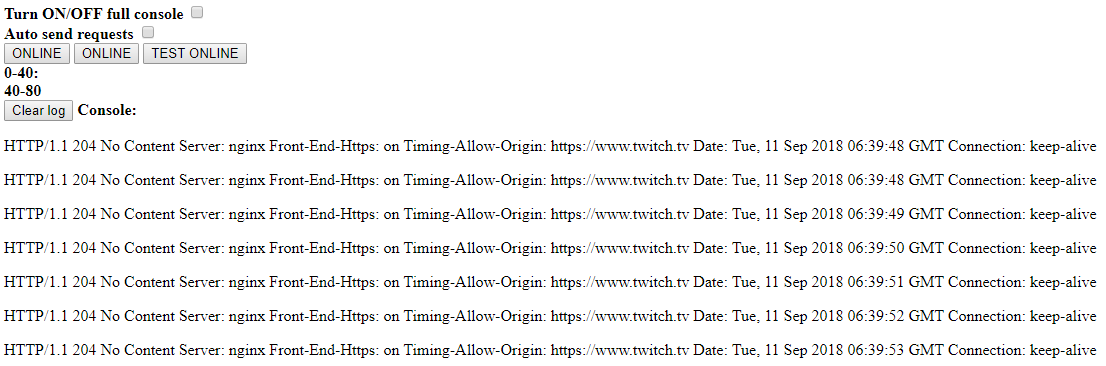 Turn ON/OFF full console
Auto send requests
ONLINE ONLINE TEST ONLINE
0-40:
40-80
Clear log Console:
HTTP/1.1 204 No Content Server: nginx Front-End-Https: on Timing-Allow-Origin: https://www.twitch.tv Date: Tue, 11 Sep 2018 06:39:48 GMT Connection: keep-alive
HTTP/1.1 204 No Content Server: nginx Front-End-Https: on Timing-Allow-Origin: https://www.twitch.tv Date: Tue, 11 Sep 2018 06:39:48 GMT Connection: keep-alive
HTTP/1.1 204 No Content Server: nginx Front-End-Https: on Timing-Allow-Origin: https://www.twitch.tv Date: Tue, 11 Sep 2018 06:39:49 GMT Connection: keep-alive
HTTP/1.1 204 No Content Server: nginx Front-End-Https: on Timing-Allow-Origin: https://www.twitch.tv Date: Tue, 11 Sep 2018 06:39:50 GMT Connection: keep-alive
HTTP/1.1 204 No Content Server: nginx Front-End-Https: on Timing-Allow-Origin: https://www.twitch.tv Date: Tue, 11 Sep 2018 06:39:51 GMT Connection: keep-alive
HTTP/1.1 204 No Content Server: nginx Front-End-Https: on Timing-Allow-Origin: https://www.twitch.tv Date: Tue, 11 Sep 2018 06:39:52 GMT Connection: keep-alive
HTTP/1.1 204 No Content Server: nginx Front-End-Https: on Timing-Allow-Origin: https://www.twitch.tv Date: Tue, 11 Sep 2018 06:39:53 GMT Connection: keep-alive